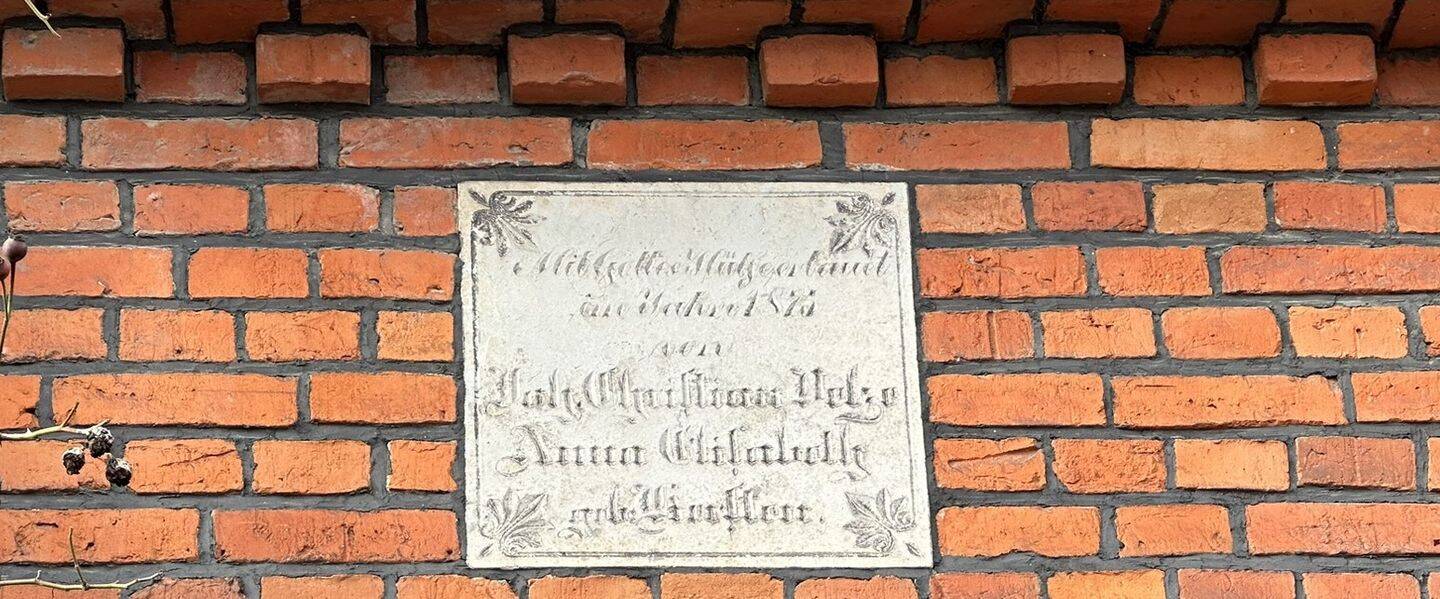 Mit Gottes Hülfe erbaut
im Jahre 1875
von
Joh. Christian
Anna Elisabeth
geb.